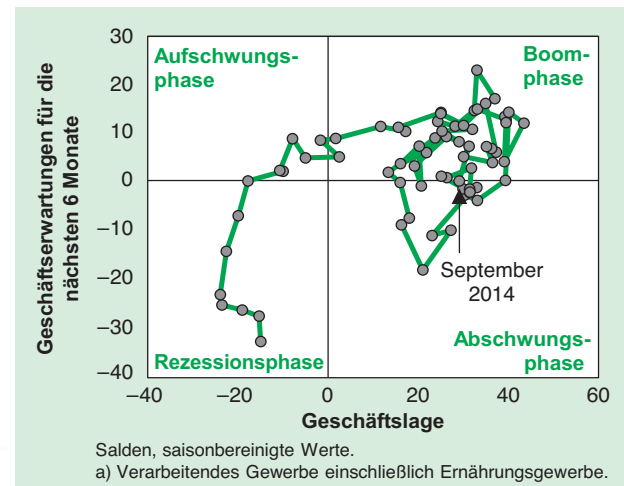 30
20
10
0
–10
–20
–30
–40
Geschäftserwartungen für die
nächsten 6 Monate
Aufschwungs-
phase
Boom-
phase
September
2014
Rezessionsphase
Abschwungs-
phase
–40
–20
0
20
40
60
Geschäftslage
Salden, saisonbereinigte Werte.
a) Verarbeitendes Gewerbe einschließlich Ernährungsgewerbe.